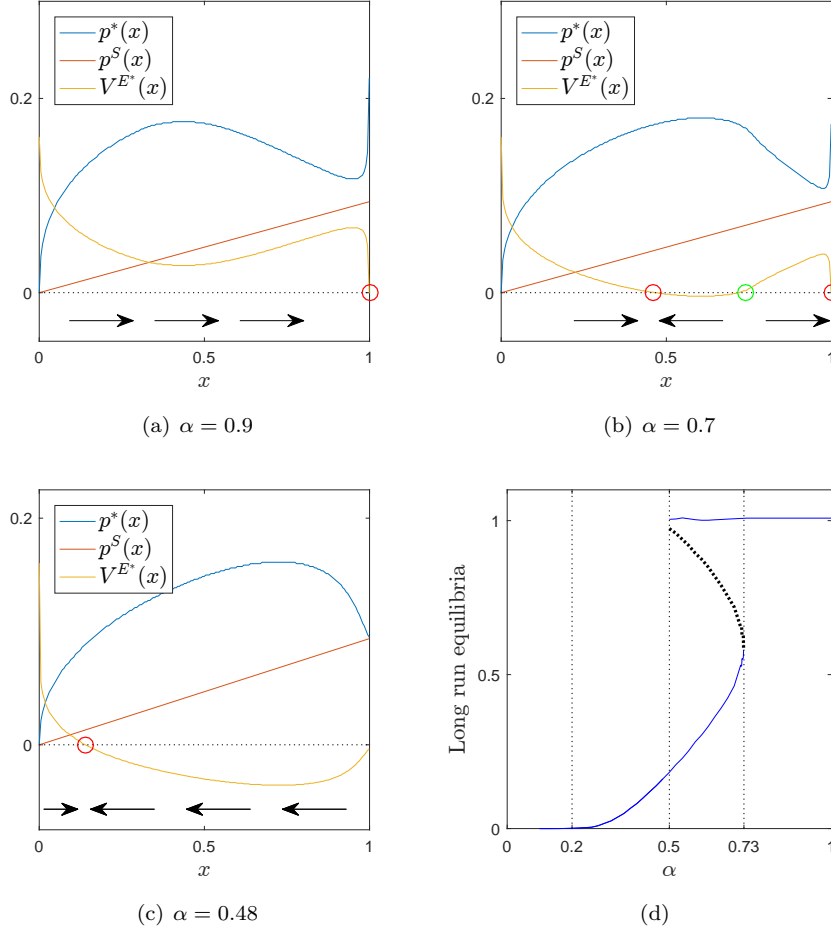 p*(x)
p^S(x)
V^{E*}(x)
0.2
0
0
0.5
1
x
(a) α = 0.9
p*(x)
p^S(x)
V^{E*}(x)
0.2
0
0
0.5
1
x
(b) α = 0.7
p*(x)
p^S(x)
V^{E*}(x)
0.2
0
0
0.5
1
x
(c) α = 0.48
Long run equilibria
1
0.5
0
0
0.2
0.5
0.73
1
α
(d)